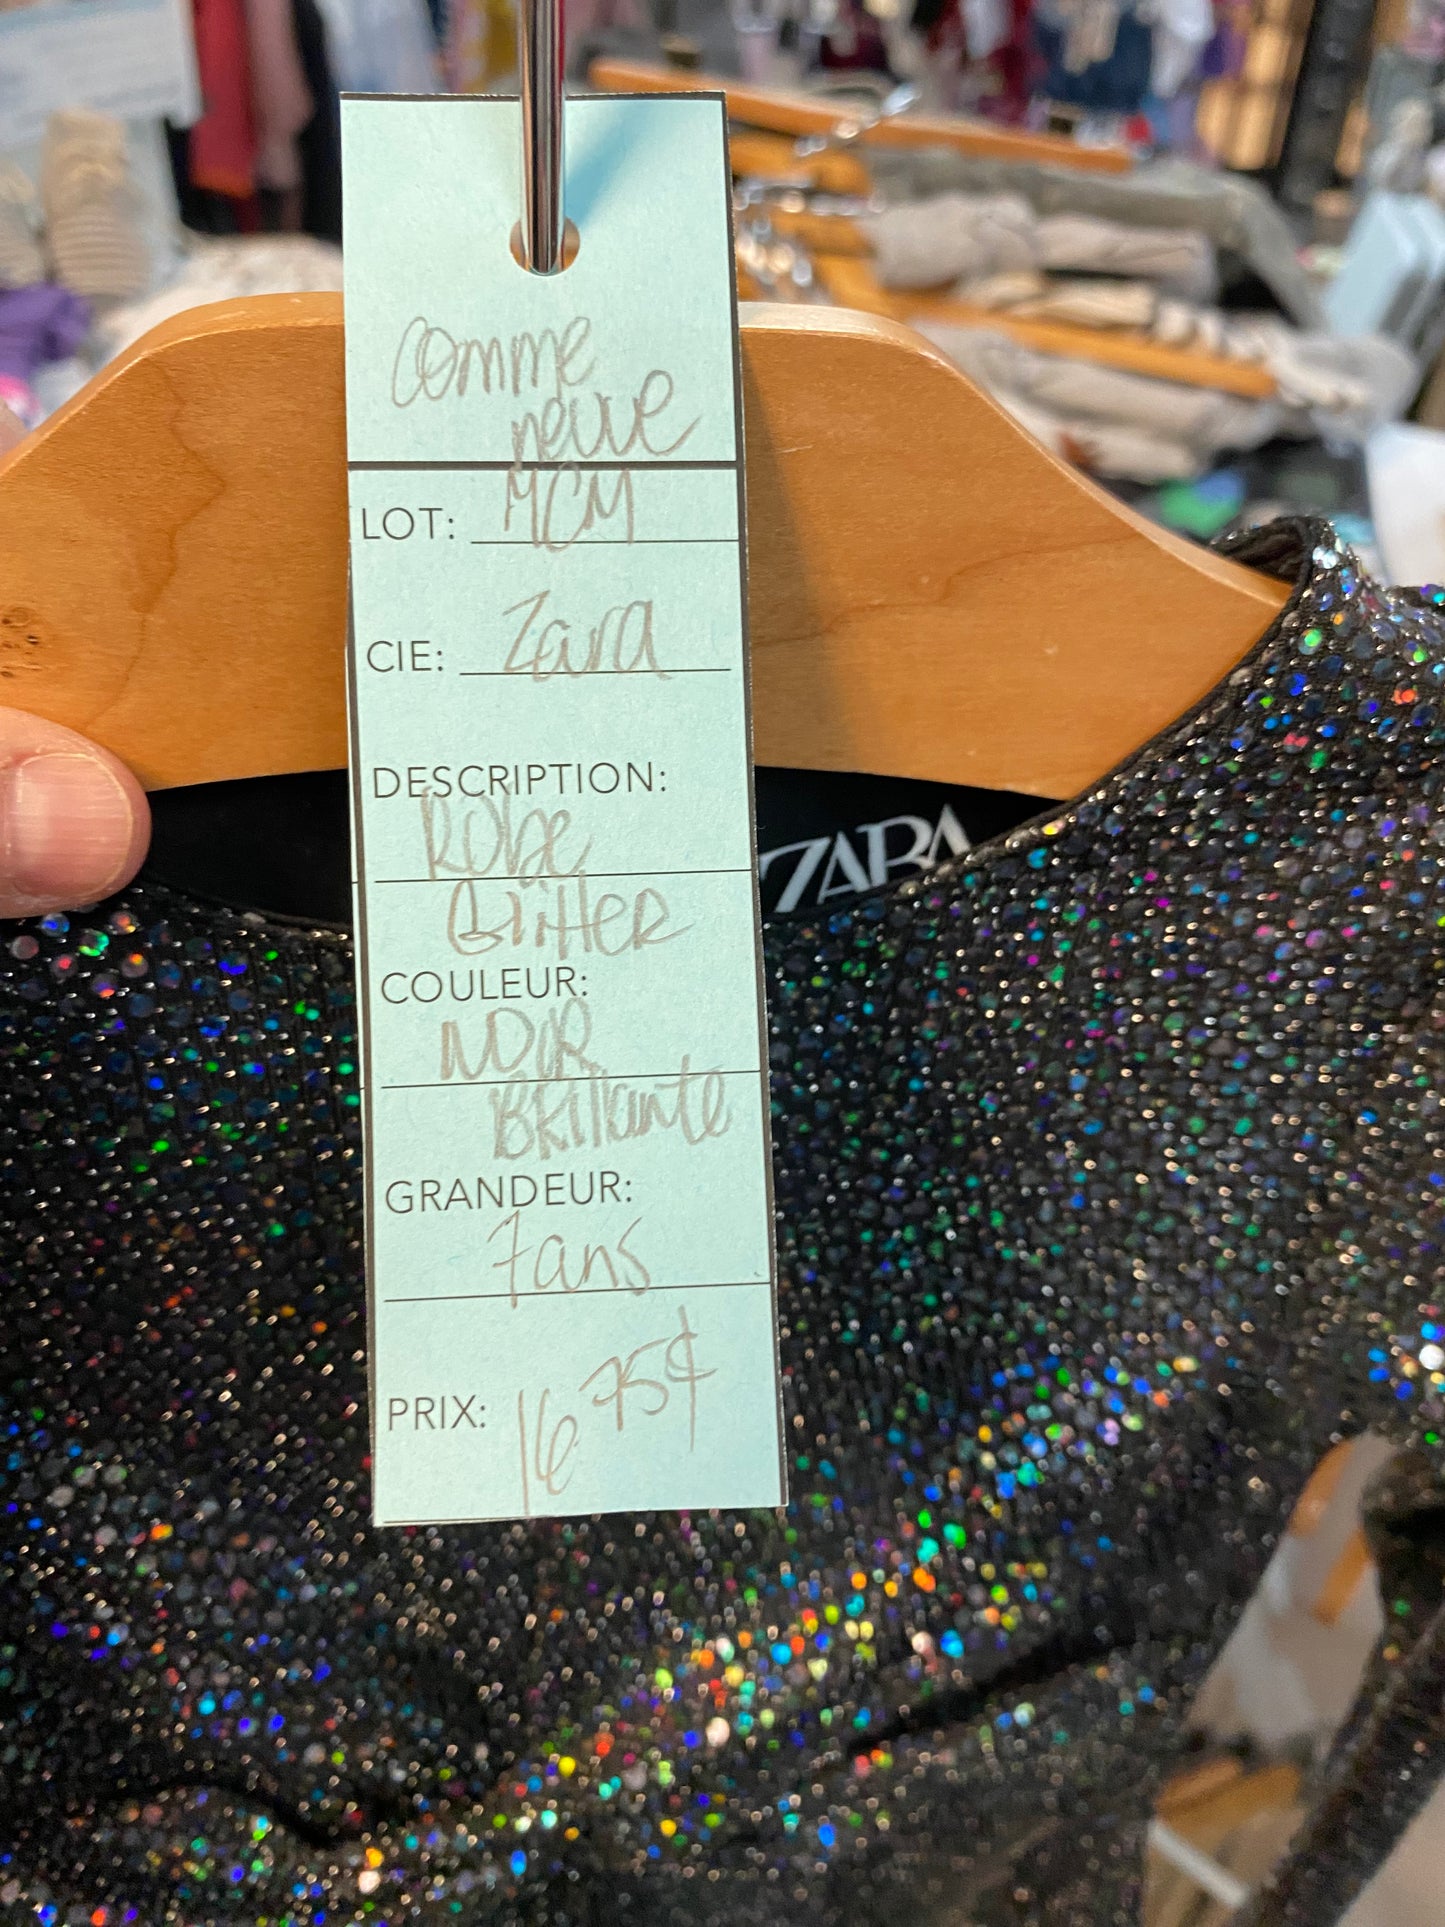 Comme
neuve
LOT: MCM
CIE: Zara
DESCRIPTION:
Robe
Glitter
COULEUR:
NOIR
BRillante
GRANDEUR:
7ans
PRIX: 16 75¢
ZARA